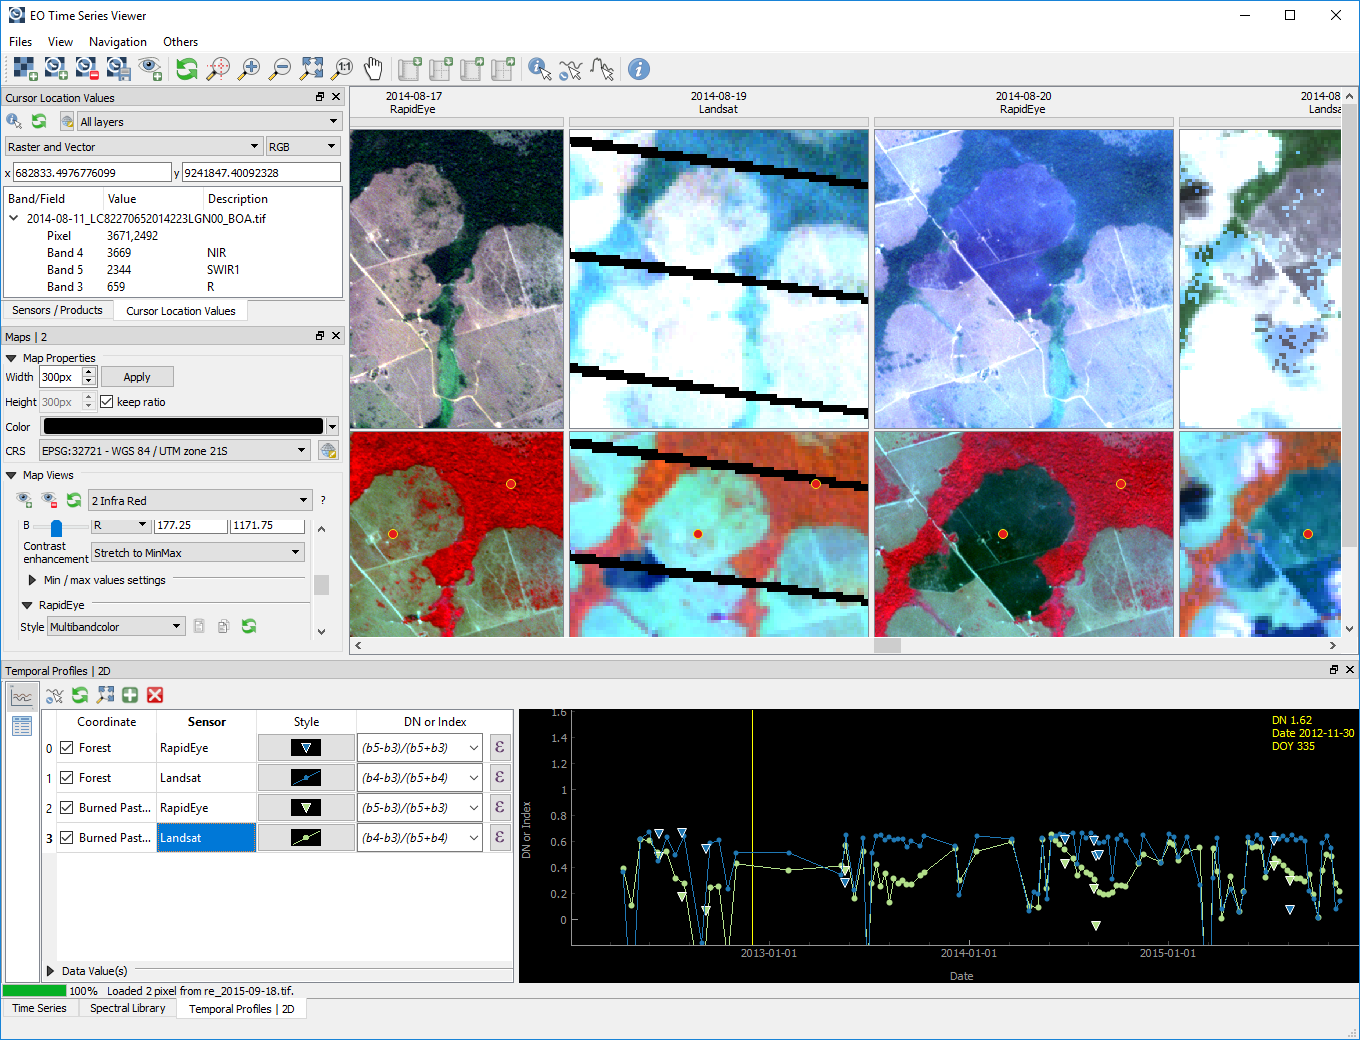 EO Time Series Viewer
Files View Navigation Others
1:1
Cursor Location Values
All layers
Raster and Vector RGB
x 682833.4976776099 y 9241847.40092328
Band/Field Value Description
2014-08-11_LC82270652014223LGN00_BOA.tif
Pixel 3671,2492
Band 4 3669 NIR
Band 5 2344 SWIR1
Band 3 659 R
Sensors / Products Cursor Location Values
Maps | 2
Map Properties
Width 300px Apply
Height 300px keep ratio
Color
CRS EPSG:32721 - WGS 84 / UTM zone 21S
Map Views
2 Infra Red ?
B R 177.25 1171.75
Contrast
enhancement Stretch to MinMax
Min / max values settings
RapidEye
Style Multibandcolor
2014-08-17
RapidEye
2014-08-19
Landsat
2014-08-20
RapidEye
2014-08
Landsa
Temporal Profiles | 2D
Coordinate Sensor Style DN or Index
0 Forest RapidEye (b5-b3)/(b5+b3) ε
1 Forest Landsat (b4-b3)/(b5+b4) ε
2 Burned Past... RapidEye (b5-b3)/(b5+b3) ε
3 Burned Past... Landsat (b4-b3)/(b5+b4) ε
Data Value(s)
DN 1.62
Date 2012-11-30
DOY 335
1.6
1.4
1.2
1
0.8
0.6
0.4
0.2
0
DN or Index
2013-01-01 2014-01-01 2015-01-01
Date
100% Loaded 2 pixel from re_2015-09-18.tif.
Time Series Spectral Library Temporal Profiles | 2D